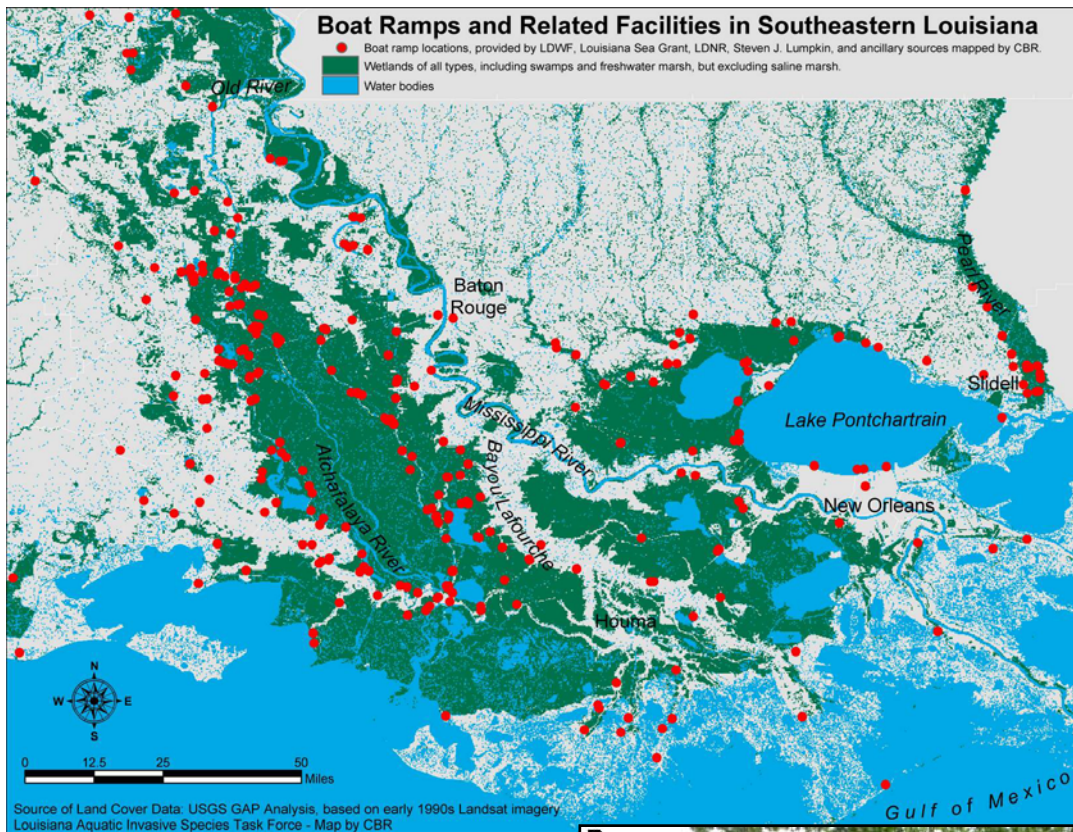 Boat Ramps and Related Facilities in Southeastern Louisiana
Boat ramp locations, provided by LDWF, Louisiana Sea Grant, LDNR, Steven J. Lumpkin, and ancillary sources mapped by CBR.
Wetlands of all types, including swamps and freshwater marsh, but excluding saline marsh.
Water bodies
Old River
Pearl River
Baton
Rouge
Slidell
Lake Pontchartrain
Mississippi River
Bayou Lafourche
Atchafalaya River
New Orleans
Houma
N
W E
S
0 12.5 25 50
Miles
Gulf of Mexico
Source of Land Cover Data: USGS GAP Analysis, based on early 1990s Landsat imagery
Louisiana Aquatic Invasive Species Task Force - Map by CBR